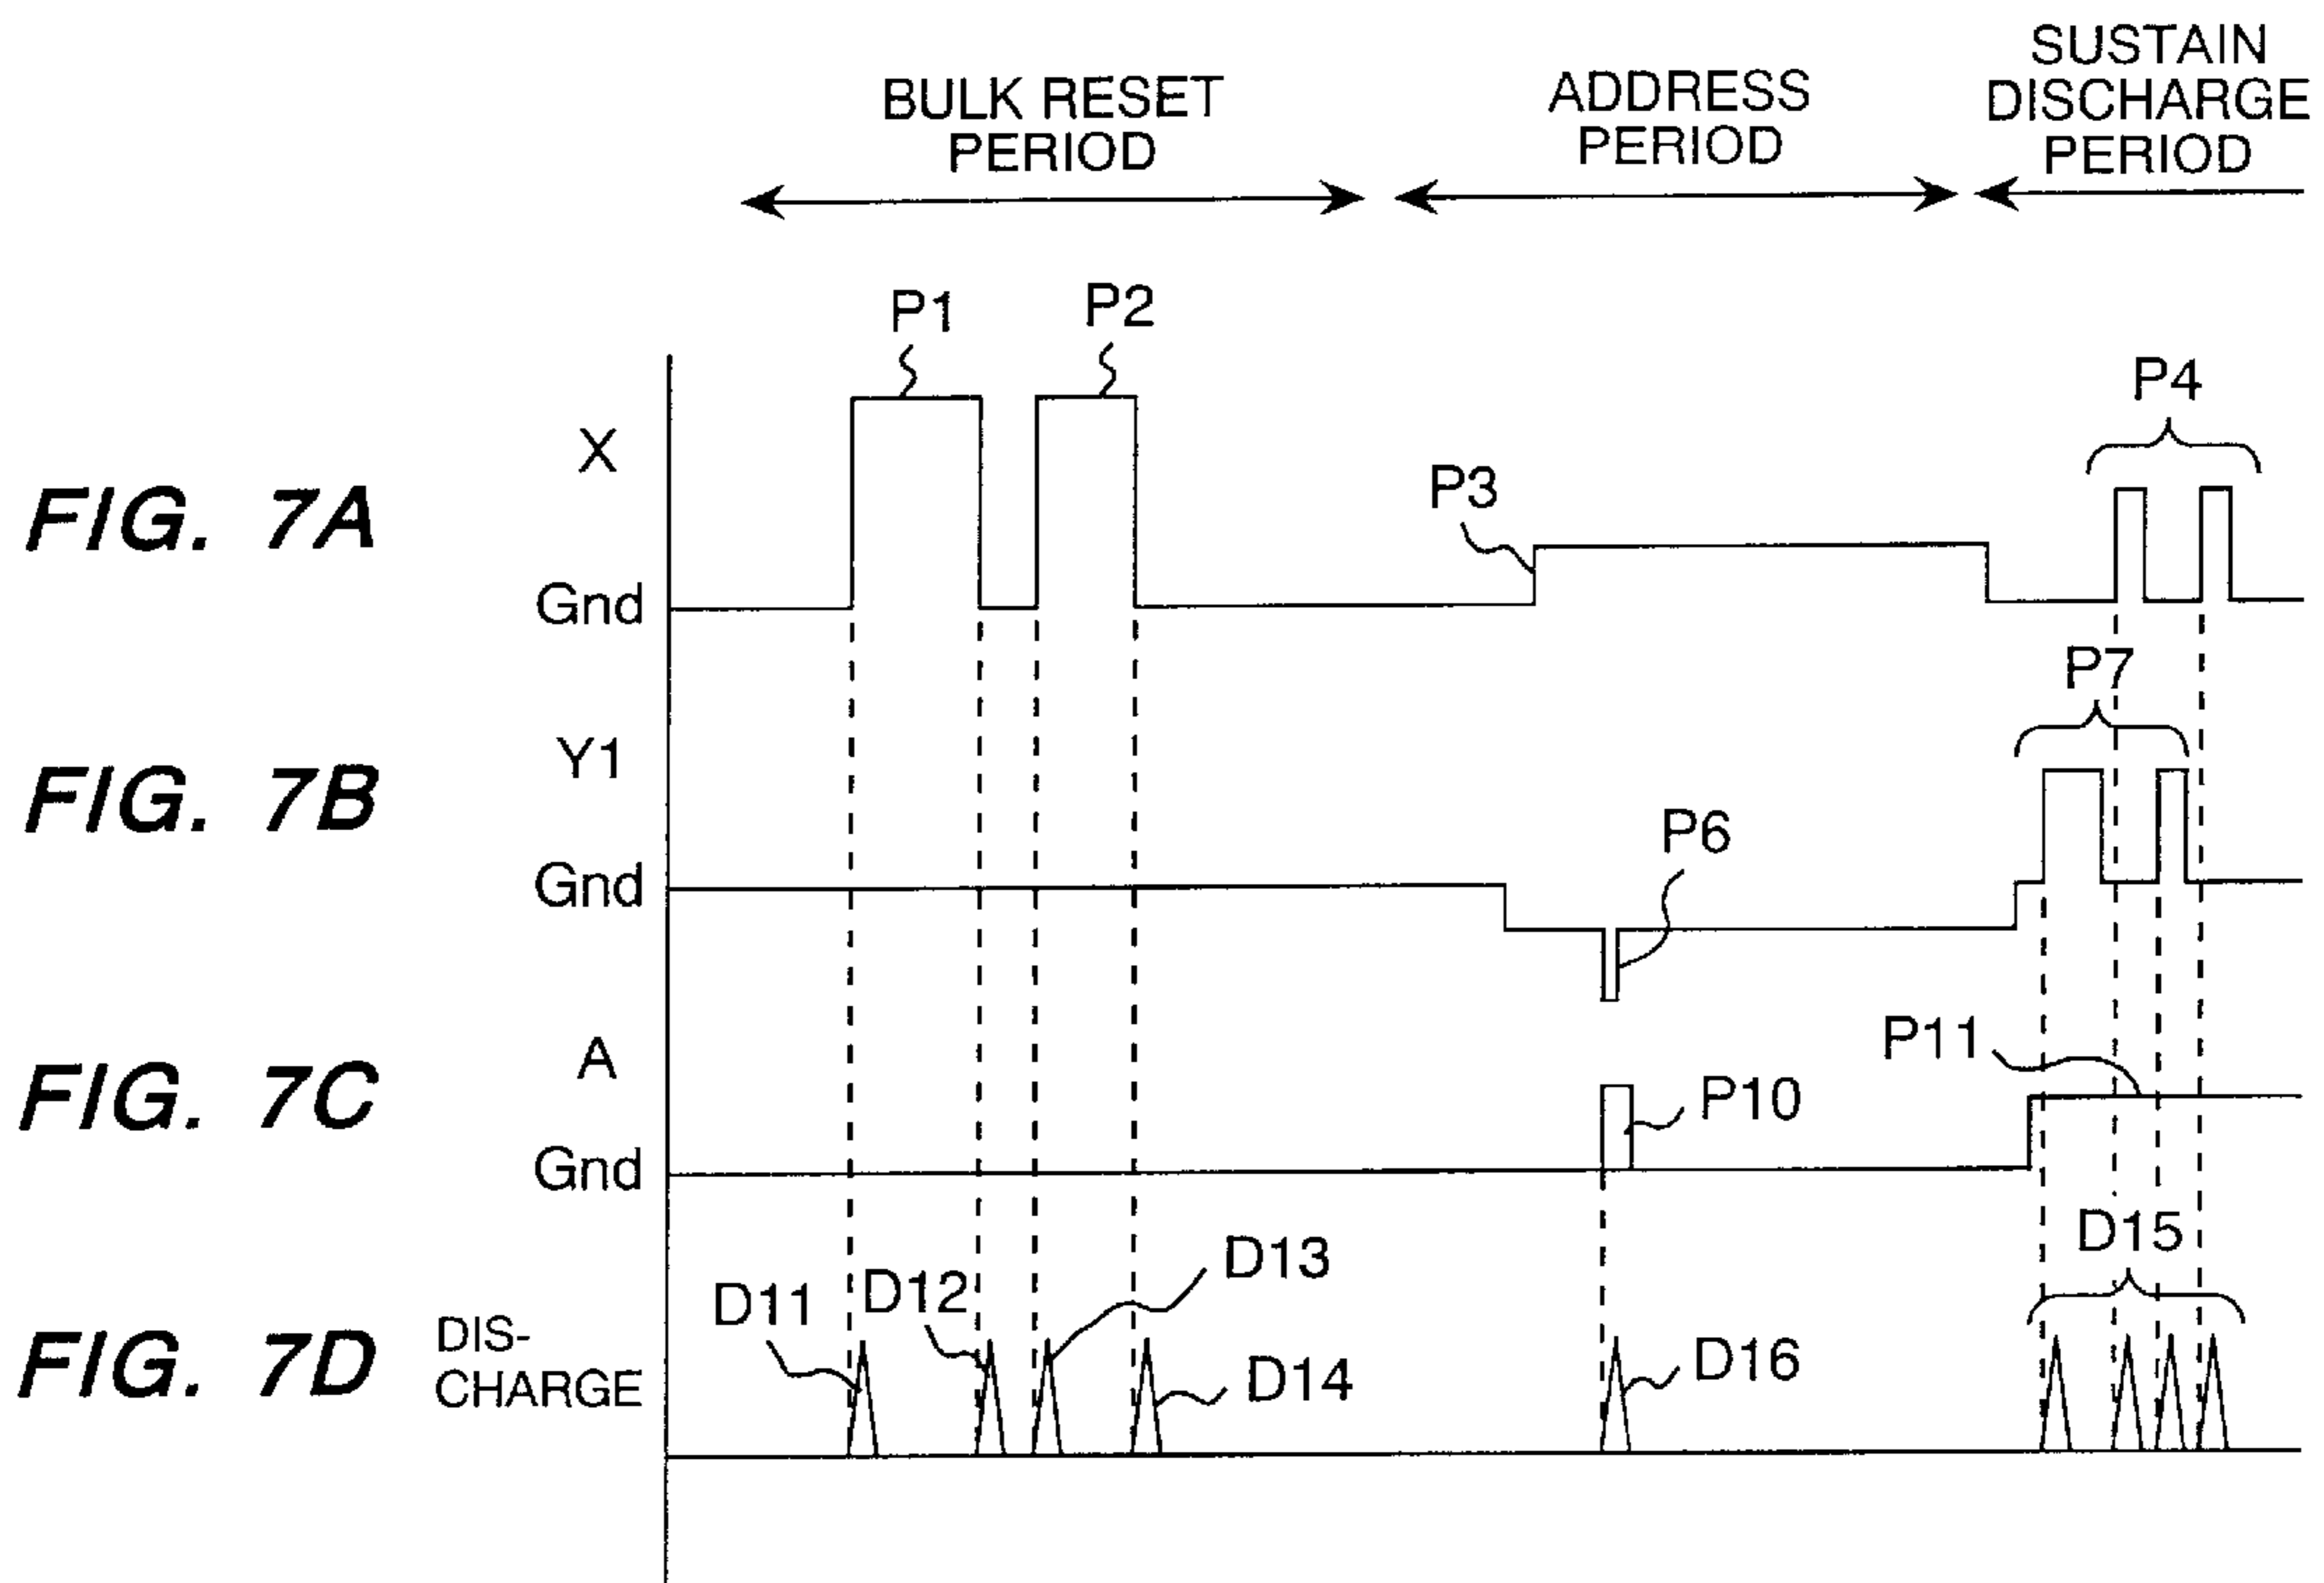 BULK RESET
PERIOD
ADDRESS
PERIOD
SUSTAIN
DISCHARGE
PERIOD
P1
P2
P4
X
P3
FIG. 7A
Gnd
P7
Y1
FIG. 7B
P6
Gnd
P11
A
P10
FIG. 7C
Gnd
D15
D13
D12
D11
DIS-
CHARGE
D16
D14
FIG. 7D